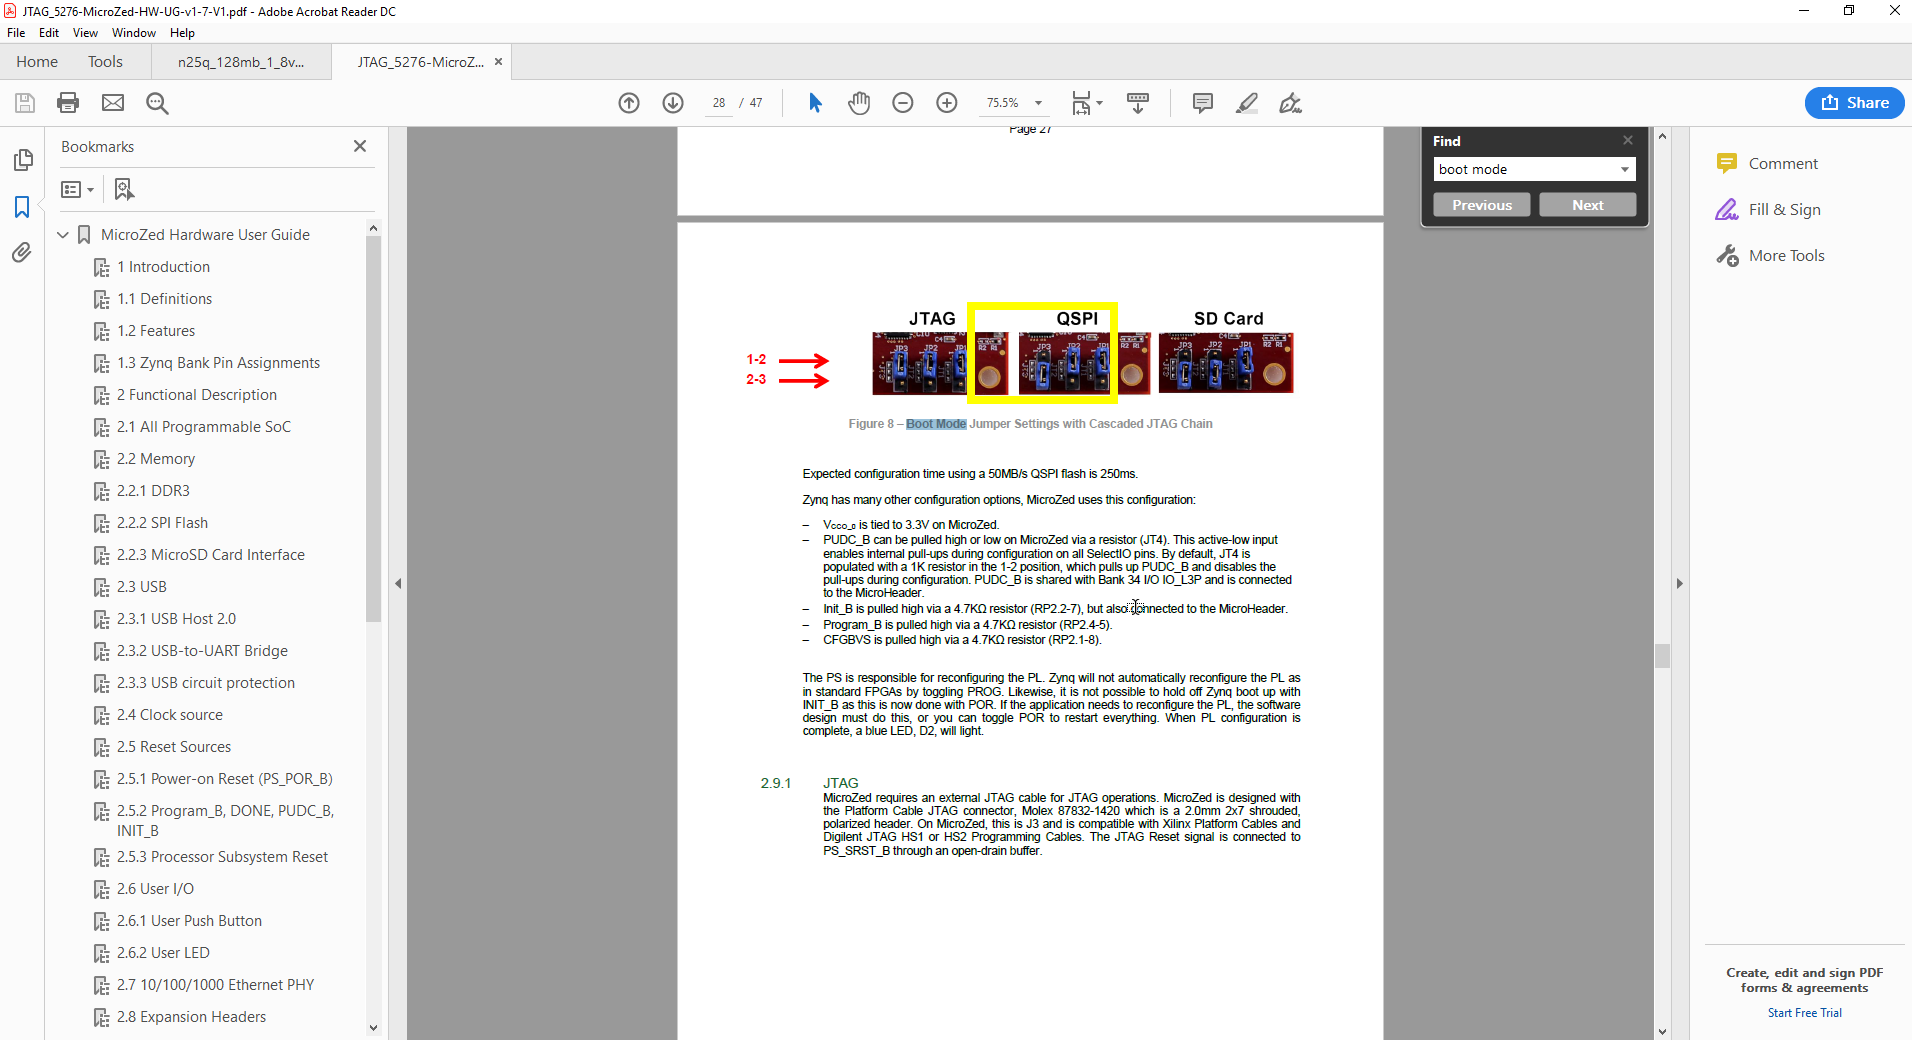 JTAG_5276-MicroZed-HW-UG-v1-7-V1.pdf - Adobe Acrobat Reader DC
File Edit View Window Help
Home Tools n25q_128mb_1_8v... JTAG_5276-MicroZ...
28 / 47 75.5% Share
Bookmarks
MicroZed Hardware User Guide
1 Introduction
1.1 Definitions
1.2 Features
1.3 Zynq Bank Pin Assignments
2 Functional Description
2.1 All Programmable SoC
2.2 Memory
2.2.1 DDR3
2.2.2 SPI Flash
2.2.3 MicroSD Card Interface
2.3 USB
2.3.1 USB Host 2.0
2.3.2 USB-to-UART Bridge
2.3.3 USB circuit protection
2.4 Clock source
2.5 Reset Sources
2.5.1 Power-on Reset (PS_POR_B)
2.5.2 Program_B, DONE, PUDC_B,
INIT_B
2.5.3 Processor Subsystem Reset
2.6 User I/O
2.6.1 User Push Button
2.6.2 User LED
2.7 10/100/1000 Ethernet PHY
2.8 Expansion Headers
Page 27
JTAG QSPI SD Card
1-2
2-3
JP3 JP2 JP1 R2 R1
JP3 JP2 JP1 R2 R1
JP3 JP2 JP1 R2 R1
Figure 8 – Boot Mode Jumper Settings with Cascaded JTAG Chain
Expected configuration time using a 50MB/s QSPI flash is 250ms.
Zynq has many other configuration options, MicroZed uses this configuration:
– VCCO_0 is tied to 3.3V on MicroZed.
– PUDC_B can be pulled high or low on MicroZed via a resistor (JT4). This active-low input
enables internal pull-ups during configuration on all SelectIO pins. By default, JT4 is
populated with a 1K resistor in the 1-2 position, which pulls up PUDC_B and disables the
pull-ups during configuration. PUDC_B is shared with Bank 34 I/O IO_L3P and is connected
to the MicroHeader.
– Init_B is pulled high via a 4.7KΩ resistor (RP2.2-7), but also connected to the MicroHeader.
– Program_B is pulled high via a 4.7KΩ resistor (RP2.4-5).
– CFGBVS is pulled high via a 4.7KΩ resistor (RP2.1-8).
The PS is responsible for reconfiguring the PL. Zynq will not automatically reconfigure the PL as
in standard FPGAs by toggling PROG. Likewise, it is not possible to hold off Zynq boot up with
INIT_B as this is now done with POR. If the application needs to reconfigure the PL, the software
design must do this, or you can toggle POR to restart everything. When PL configuration is
complete, a blue LED, D2, will light.
2.9.1 JTAG
MicroZed requires an external JTAG cable for JTAG operations. MicroZed is designed with
the Platform Cable JTAG connector, Molex 87832-1420 which is a 2.0mm 2x7 shrouded,
polarized header. On MicroZed, this is J3 and is compatible with Xilinx Platform Cables and
Digilent JTAG HS1 or HS2 Programming Cables. The JTAG Reset signal is connected to
PS_SRST_B through an open-drain buffer.
Find
boot mode
Previous Next
Comment
Fill & Sign
More Tools
Create, edit and sign PDF
forms & agreements
Start Free Trial